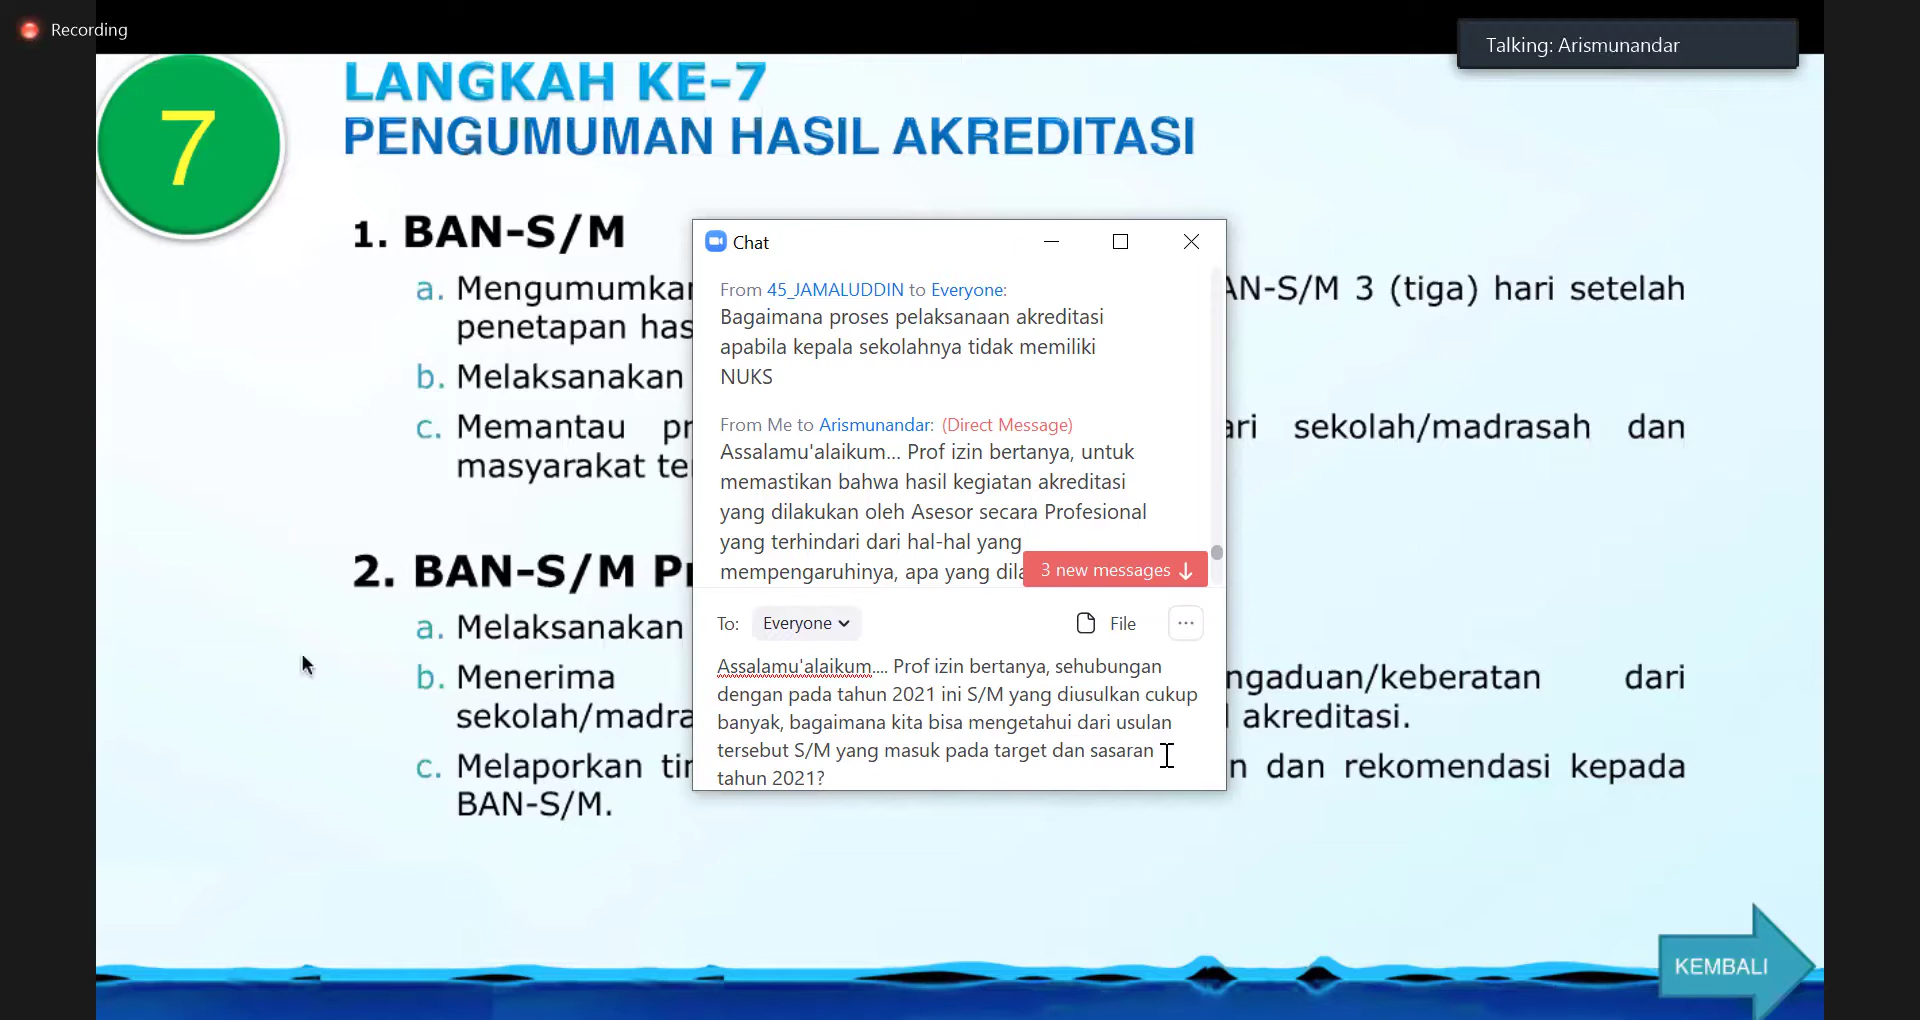 Recording
Talking: Arismunandar
7
LANGKAH KE-7
PENGUMUMAN HASIL AKREDITASI
1. BAN-S/M
a. Mengumumkan
AN-S/M 3 (tiga) hari setelah
penetapan has
b. Melaksanakan
c. Memantau pr
ari sekolah/madrasah dan
masyarakat te
2. BAN-S/M Pr
a. Melaksanakan
b. Menerima
ngaduan/keberatan dari
sekolah/madra
akreditasi.
c. Melaporkan tin
n dan rekomendasi kepada
BAN-S/M.
KEMBALI
Chat
From 45_JAMALUDDIN to Everyone:
Bagaimana proses pelaksanaan akreditasi
apabila kepala sekolahnya tidak memiliki
NUKS
From Me to Arismunandar: (Direct Message)
Assalamu'alaikum... Prof izin bertanya, untuk
memastikan bahwa hasil kegiatan akreditasi
yang dilakukan oleh Asesor secara Profesional
yang terhindari dari hal-hal yang
mempengaruhinya, apa yang dila
3 new messages
To: Everyone
File
Assalamu'alaikum.... Prof izin bertanya, sehubungan
dengan pada tahun 2021 ini S/M yang diusulkan cukup
banyak, bagaimana kita bisa mengetahui dari usulan
tersebut S/M yang masuk pada target dan sasaran
tahun 2021?